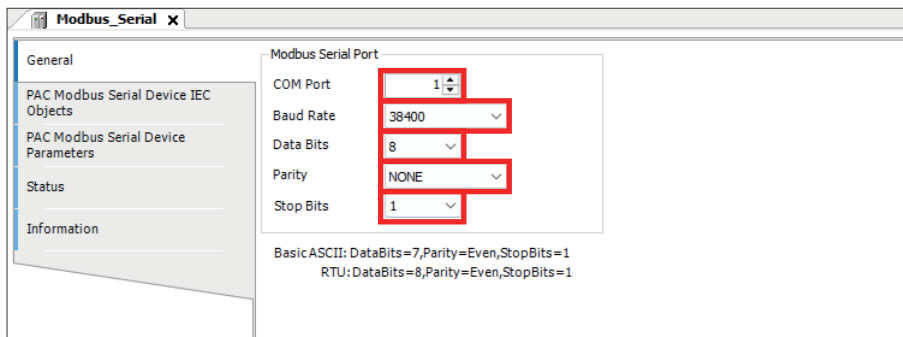 Modbus_Serial x
General
PAC Modbus Serial Device IEC
Objects
PAC Modbus Serial Device
Parameters
Status
Information
Modbus Serial Port
COM Port 1
Baud Rate 38400
Data Bits 8
Parity NONE
Stop Bits 1
Basic ASCII: DataBits=7,Parity=Even,StopBits=1
RTU: DataBits=8,Parity=Even,StopBits=1